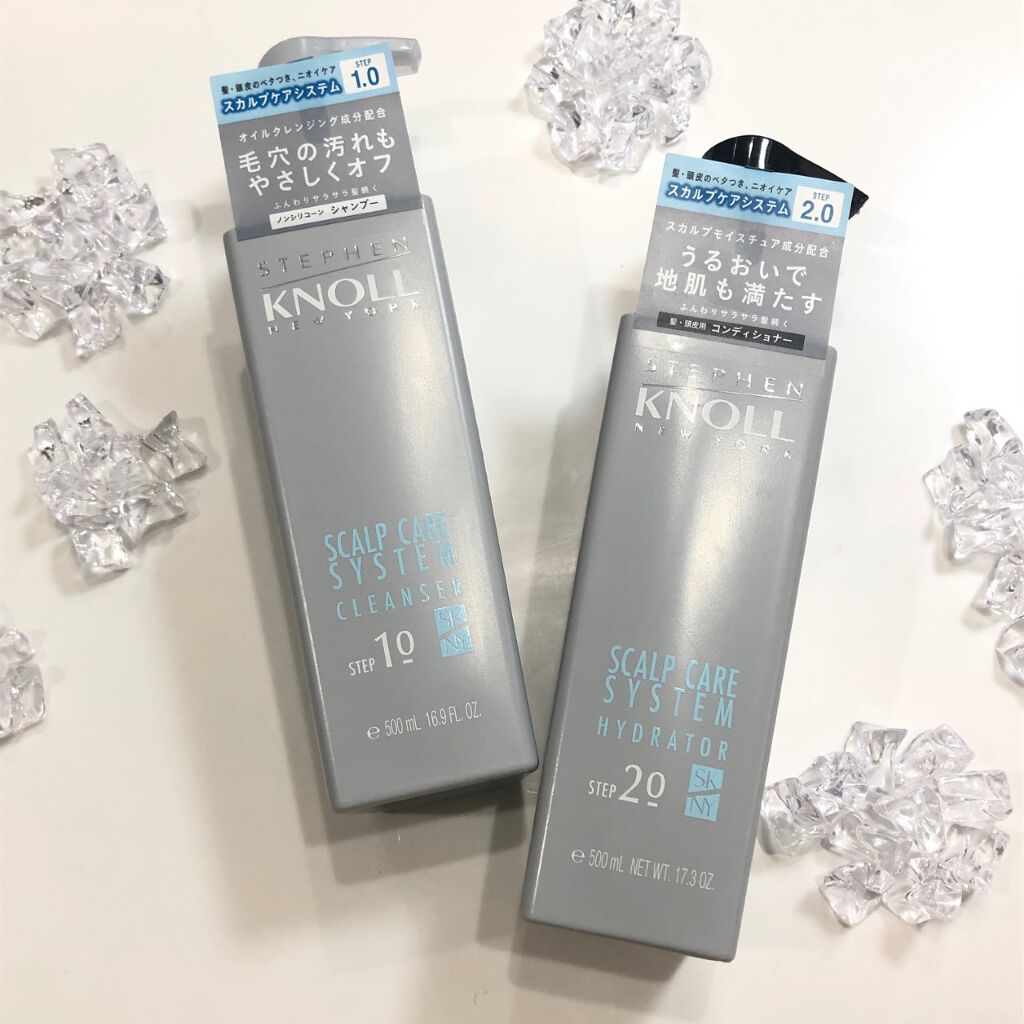 髪・頭皮のベタつき、ニオイケア
スカルプケアシステム
STEP
1.0
オイルクレンジング成分配合
毛穴の汚れも
やさしくオフ
ふんわりサラサラ髪続く
ノンシリコーン シャンプー
STEPHEN
KNOLL
NEW YORK
SCALP CARE
SYSTEM
CLEANSER
STEP 10
SK
NY
℮ 500 mL 16.9 FL. OZ.
髪・頭皮のベタつき、ニオイケア
スカルプケアシステム
STEP
2.0
スカルプモイスチュア成分配合
うるおいで
地肌も満たす
ふんわりサラサラ髪続く
髪・頭皮用 コンディショナー
STEPHEN
KNOLL
NEW YORK
SCALP CARE
SYSTEM
HYDRATOR
STEP 20
SK
NY
℮ 500 mL NET WT. 17.3 OZ.